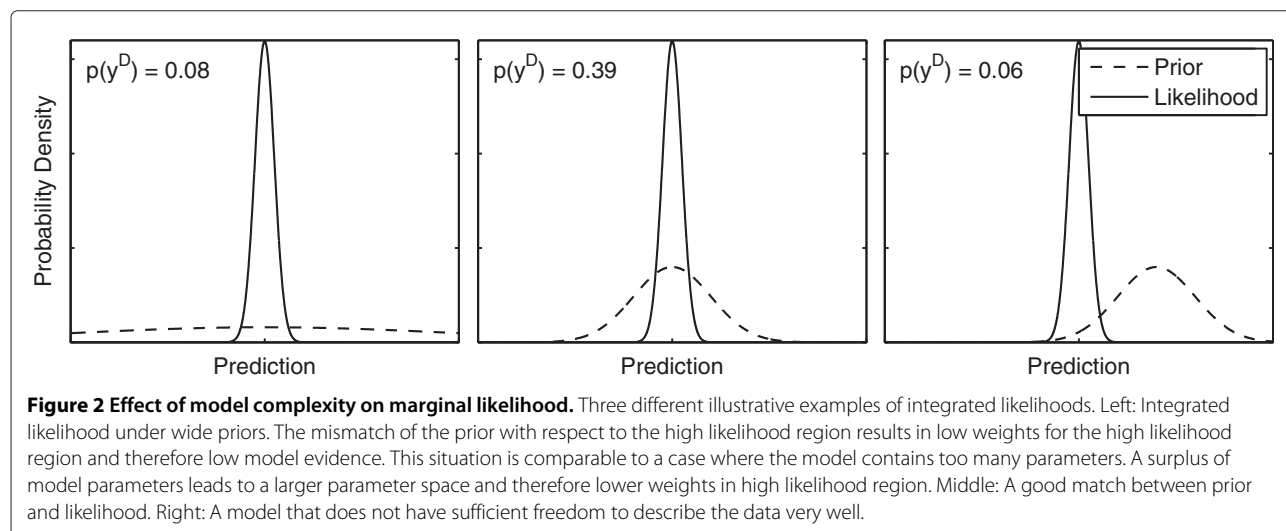 p(y^D) = 0.08
p(y^D) = 0.39
p(y^D) = 0.06
Prior
Likelihood
Probability Density
Prediction
Prediction
Prediction
Figure 2 Effect of model complexity on marginal likelihood. Three different illustrative examples of integrated likelihoods. Left: Integrated
likelihood under wide priors. The mismatch of the prior with respect to the high likelihood region results in low weights for the high likelihood
region and therefore low model evidence. This situation is comparable to a case where the model contains too many parameters. A surplus of
model parameters leads to a larger parameter space and therefore lower weights in high likelihood region. Middle: A good match between prior
and likelihood. Right: A model that does not have sufficient freedom to describe the data very well.